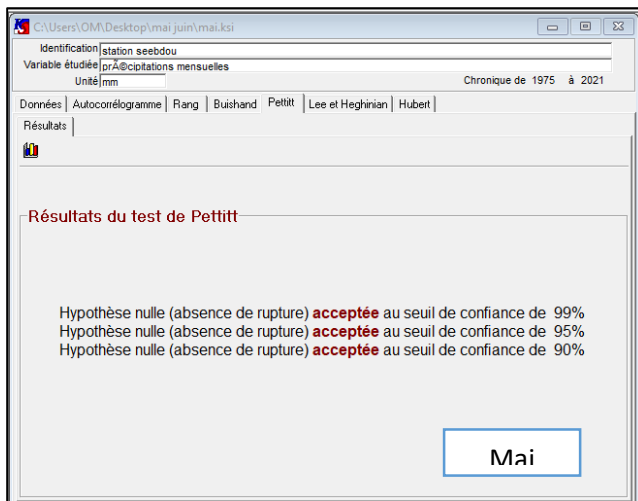 C:\Users\OM\Desktop\mai juin\mai.ksi
Identification station seebdou
Variable étudiée prÃ©cipitations mensuelles
Unité mm Chronique de 1975 à 2021
Données Autocorrélogramme Rang Buishand Pettitt Lee et Heghinian Hubert
Résultats
Résultats du test de Pettitt
Hypothèse nulle (absence de rupture) acceptée au seuil de confiance de 99%
Hypothèse nulle (absence de rupture) acceptée au seuil de confiance de 95%
Hypothèse nulle (absence de rupture) acceptée au seuil de confiance de 90%
Mai